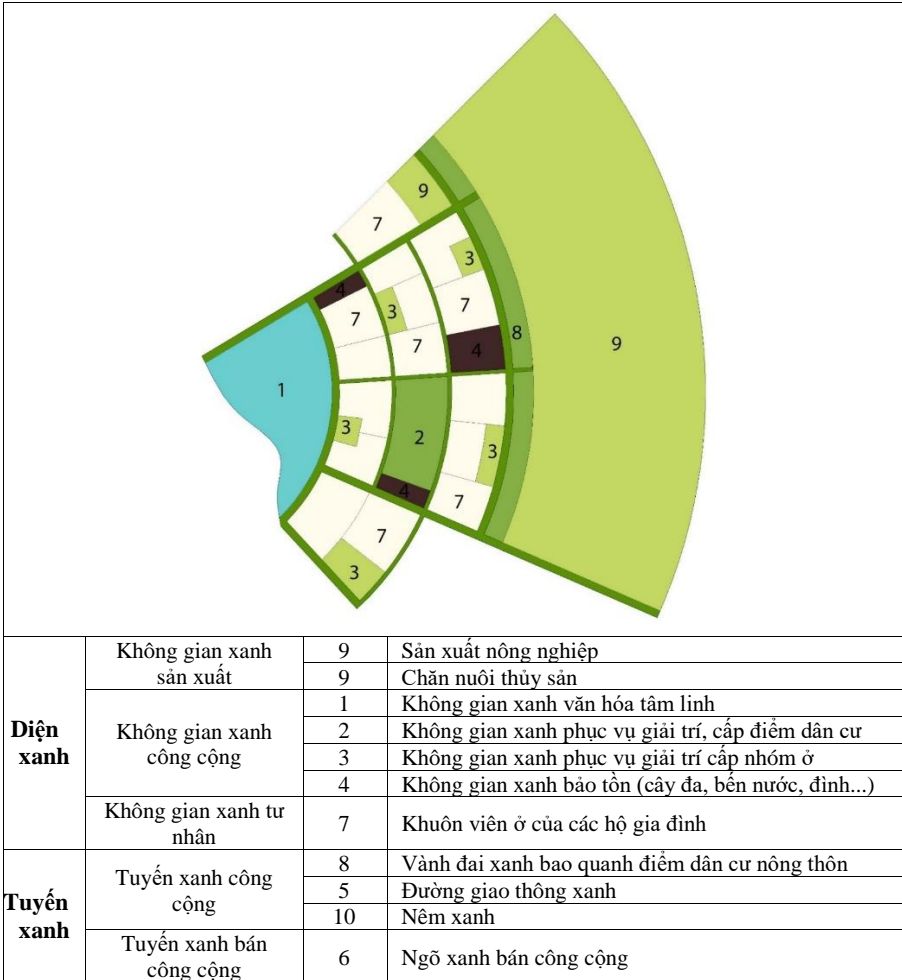 9
7
3
4
7
3
7
8
4
7
9
1
3
2
3
4
7
7
3
Diện xanh
Không gian xanh sản xuất
9 Sản xuất nông nghiệp
9 Chăn nuôi thủy sản
Không gian xanh công cộng
1 Không gian xanh văn hóa tâm linh
2 Không gian xanh phục vụ giải trí, cấp điểm dân cư
3 Không gian xanh phục vụ giải trí cấp nhóm ở
4 Không gian xanh bảo tồn (cây đa, bến nước, đình...)
Không gian xanh tư nhân
7 Khuôn viên ở của các hộ gia đình
Tuyến xanh
Tuyến xanh công cộng
8 Vành đai xanh bao quanh điểm dân cư nông thôn
5 Đường giao thông xanh
10 Nêm xanh
Tuyến xanh bán công cộng
6 Ngõ xanh bán công cộng